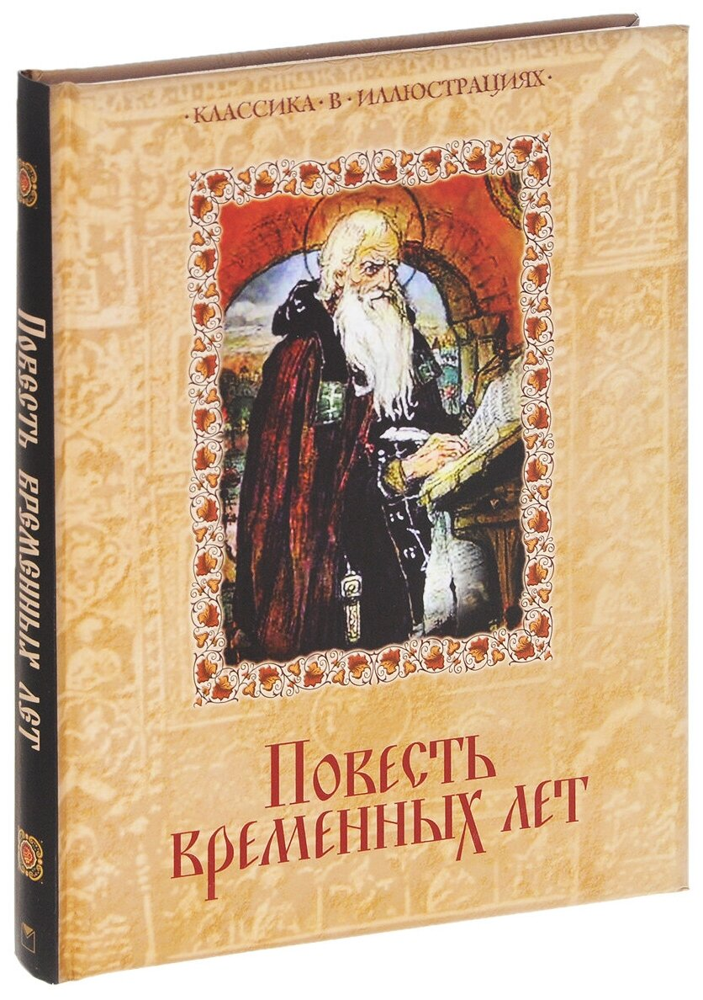 ·КЛАССИКА·В·ИЛЛЮСТРАЦИЯХ·
Повесть
временных лет
Повесть временных лет